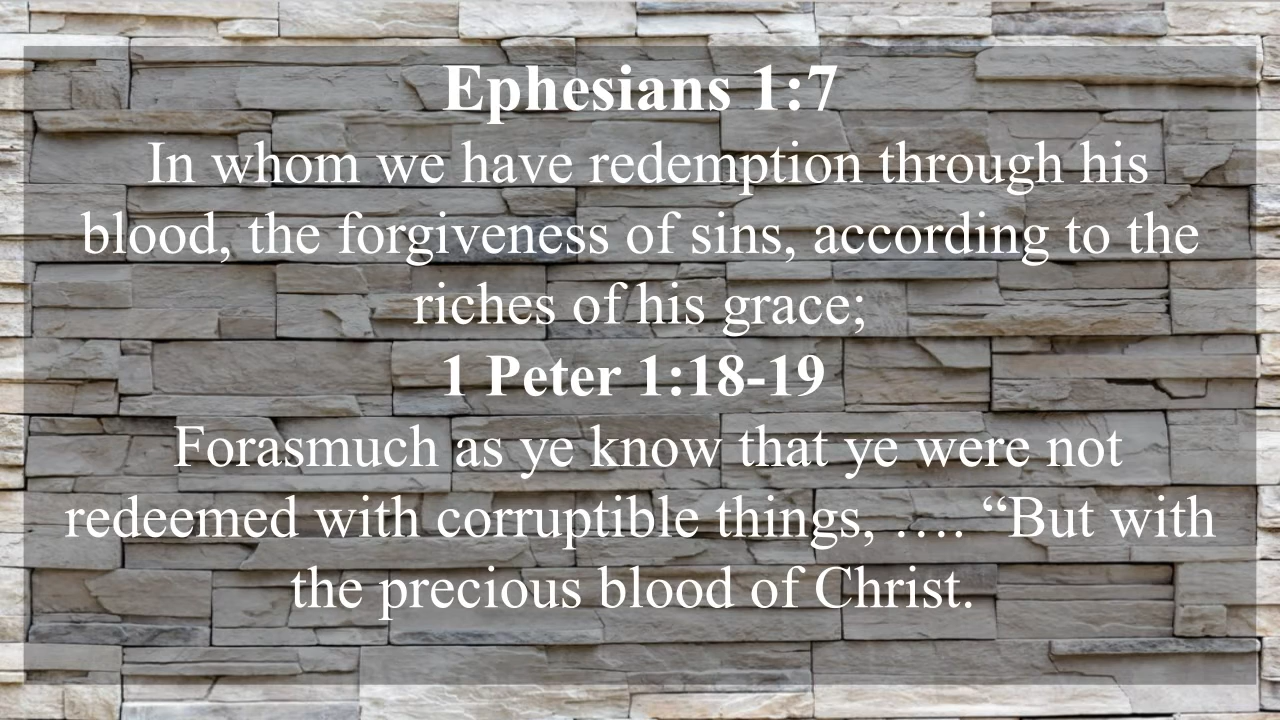 Ephesians 1:7
In whom we have redemption through his
blood, the forgiveness of sins, according to the
riches of his grace;
1 Peter 1:18-19
Forasmuch as ye know that ye were not
redeemed with corruptible things, …. “But with
the precious blood of Christ.